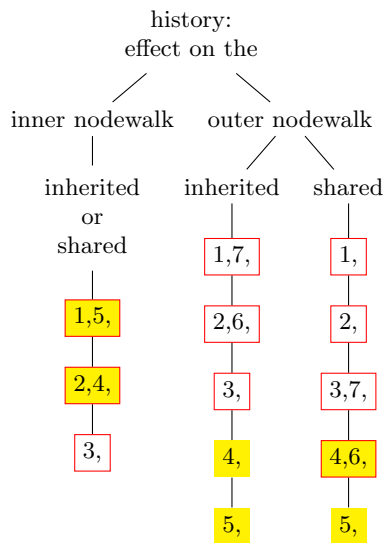 history:
effect on the
inner nodewalk
outer nodewalk
inherited
or
shared
inherited
shared
1,5,
2,4,
3,
1,7,
2,6,
3,
4,
5,
1,
2,
3,7,
4,6,
5,